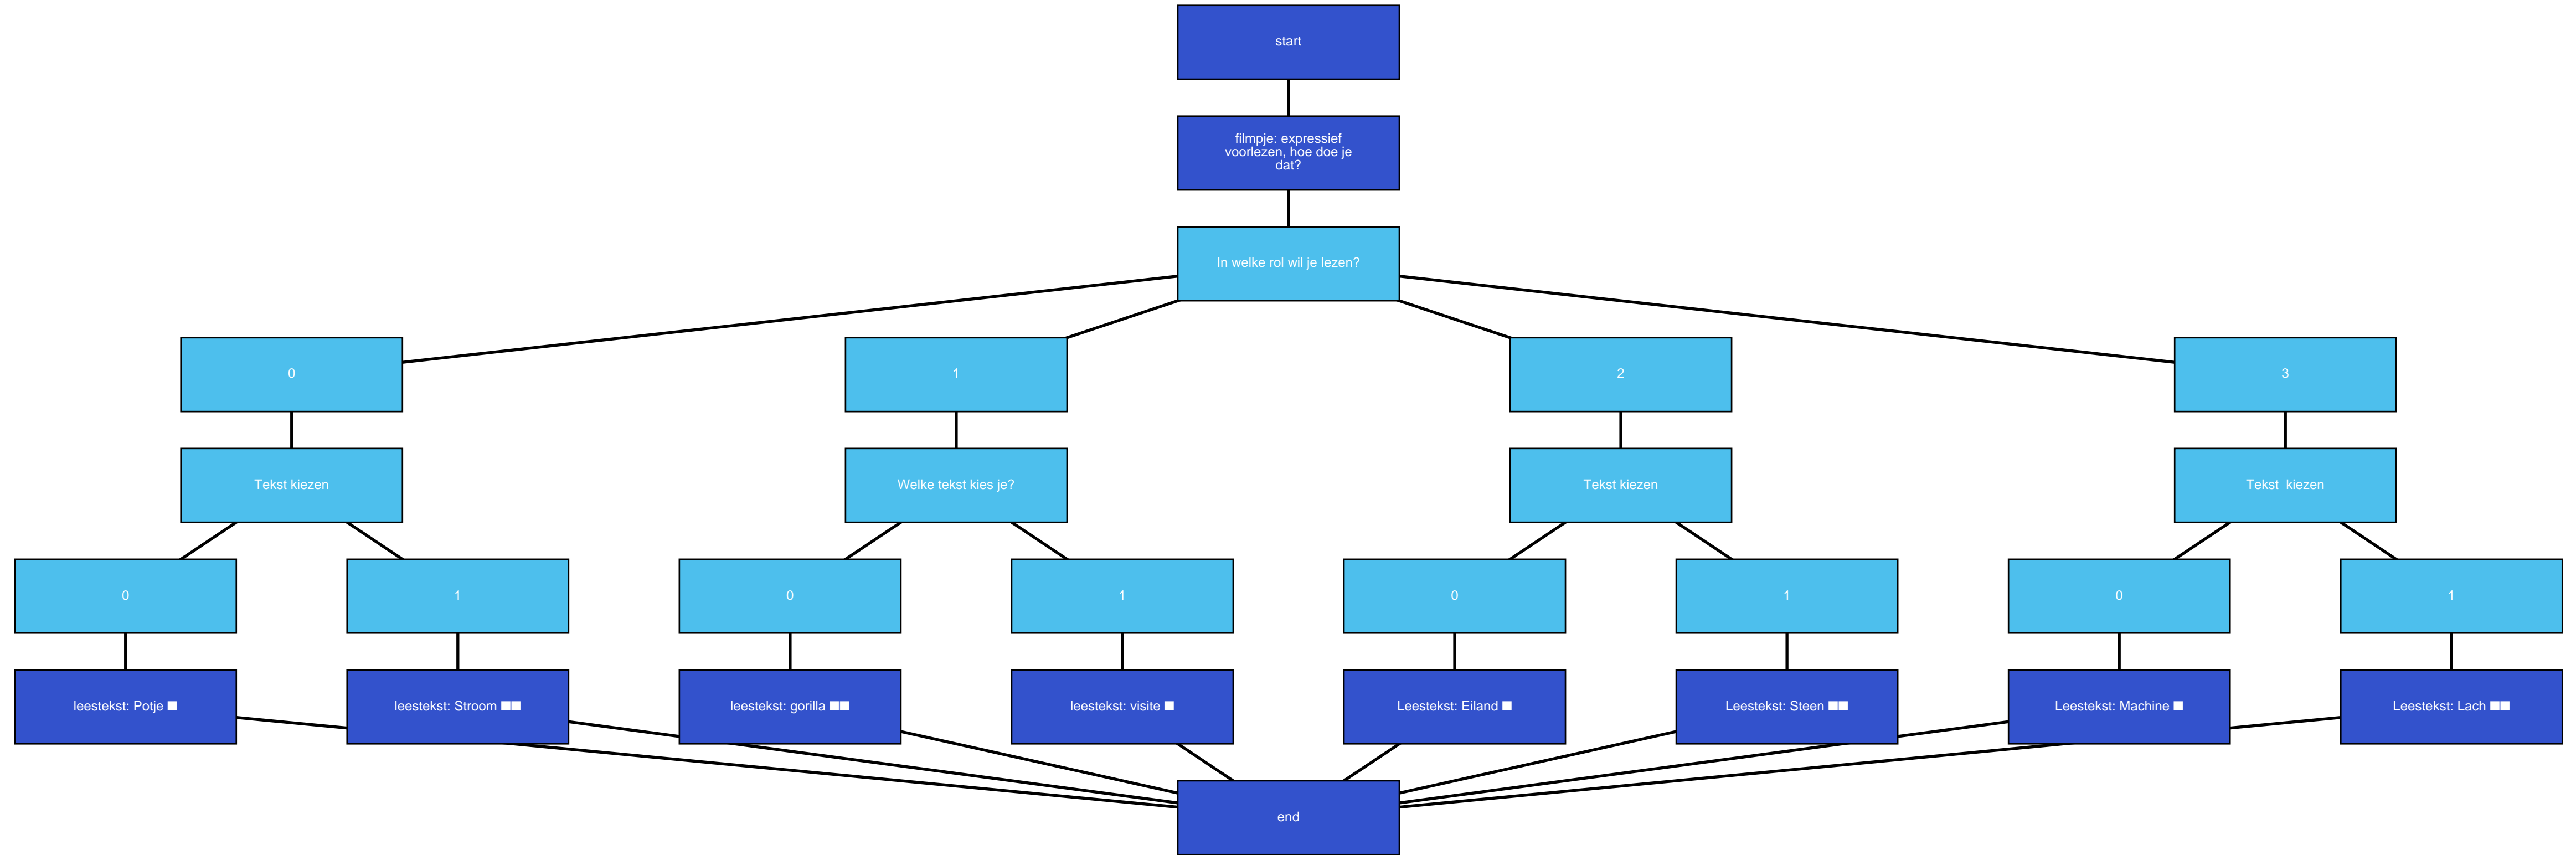 start
filmpje: expressief
voorlezen, hoe doe je
dat?
In welke rol wil je lezen?
0
1
2
3
Tekst kiezen
Welke tekst kies je?
Tekst kiezen
Tekst  kiezen
0
1
0
1
0
1
0
1
leestekst: Potje ■
leestekst: Stroom ■■
leestekst: gorilla ■■
leestekst: visite ■
Leestekst: Eiland ■
Leestekst: Steen ■■
Leestekst: Machine ■
Leestekst: Lach ■■
end